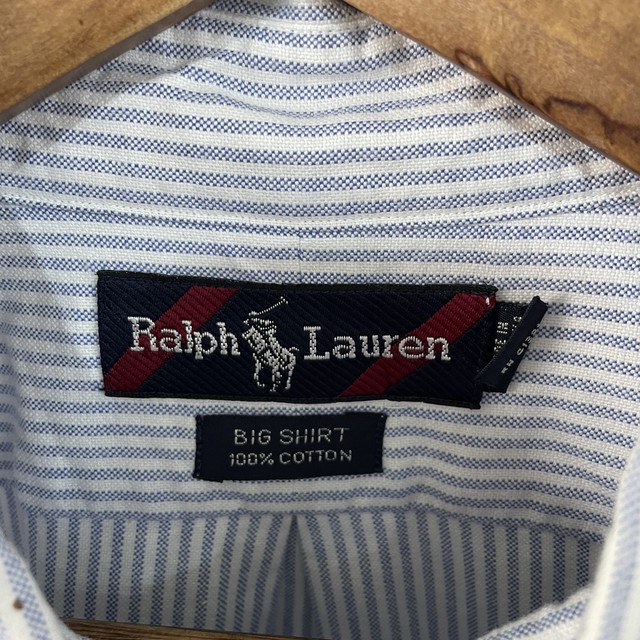 Ralph Lauren
BIG SHIRT
100% COTTON